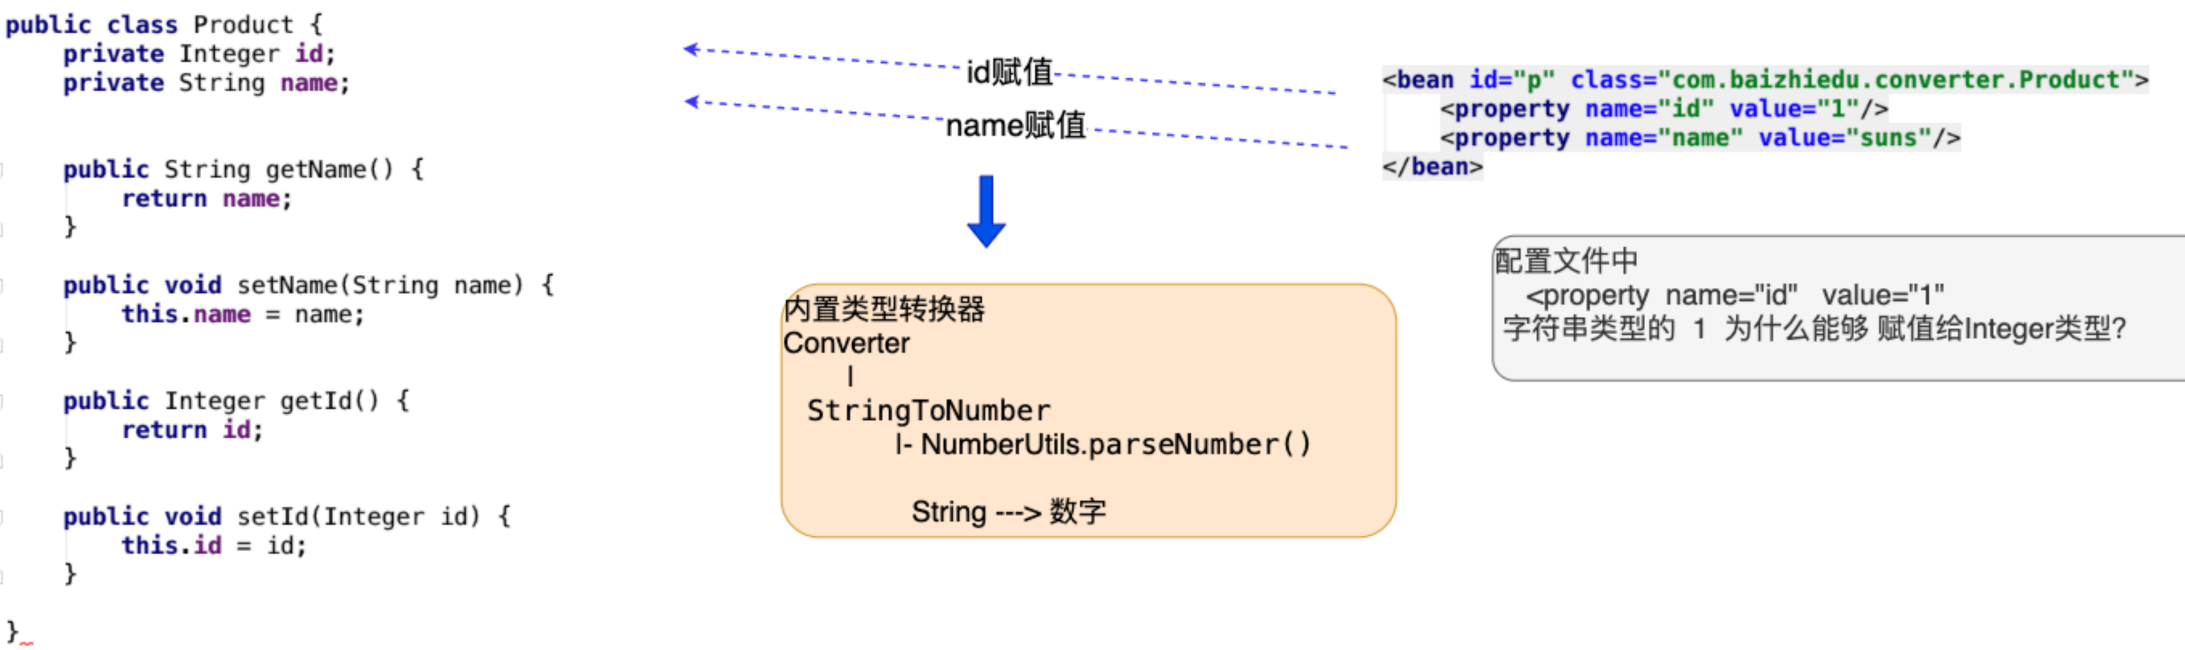 public class Product {
    private Integer id;
    private String name;
    public String getName() {
        return name;
    }
    public void setName(String name) {
        this.name = name;
    }
    public Integer getId() {
        return id;
    }
    public void setId(Integer id) {
        this.id = id;
    }
}
id赋值
name赋值
内置类型转换器
Converter
|
StringToNumber
|- NumberUtils.parseNumber()
String ---> 数字
<bean id="p" class="com.baizhiedu.converter.Product">
    <property name="id" value="1"/>
    <property name="name" value="suns"/>
</bean>
配置文件中
<property name="id" value="1"
字符串类型的 1 为什么能够 赋值给Integer类型?